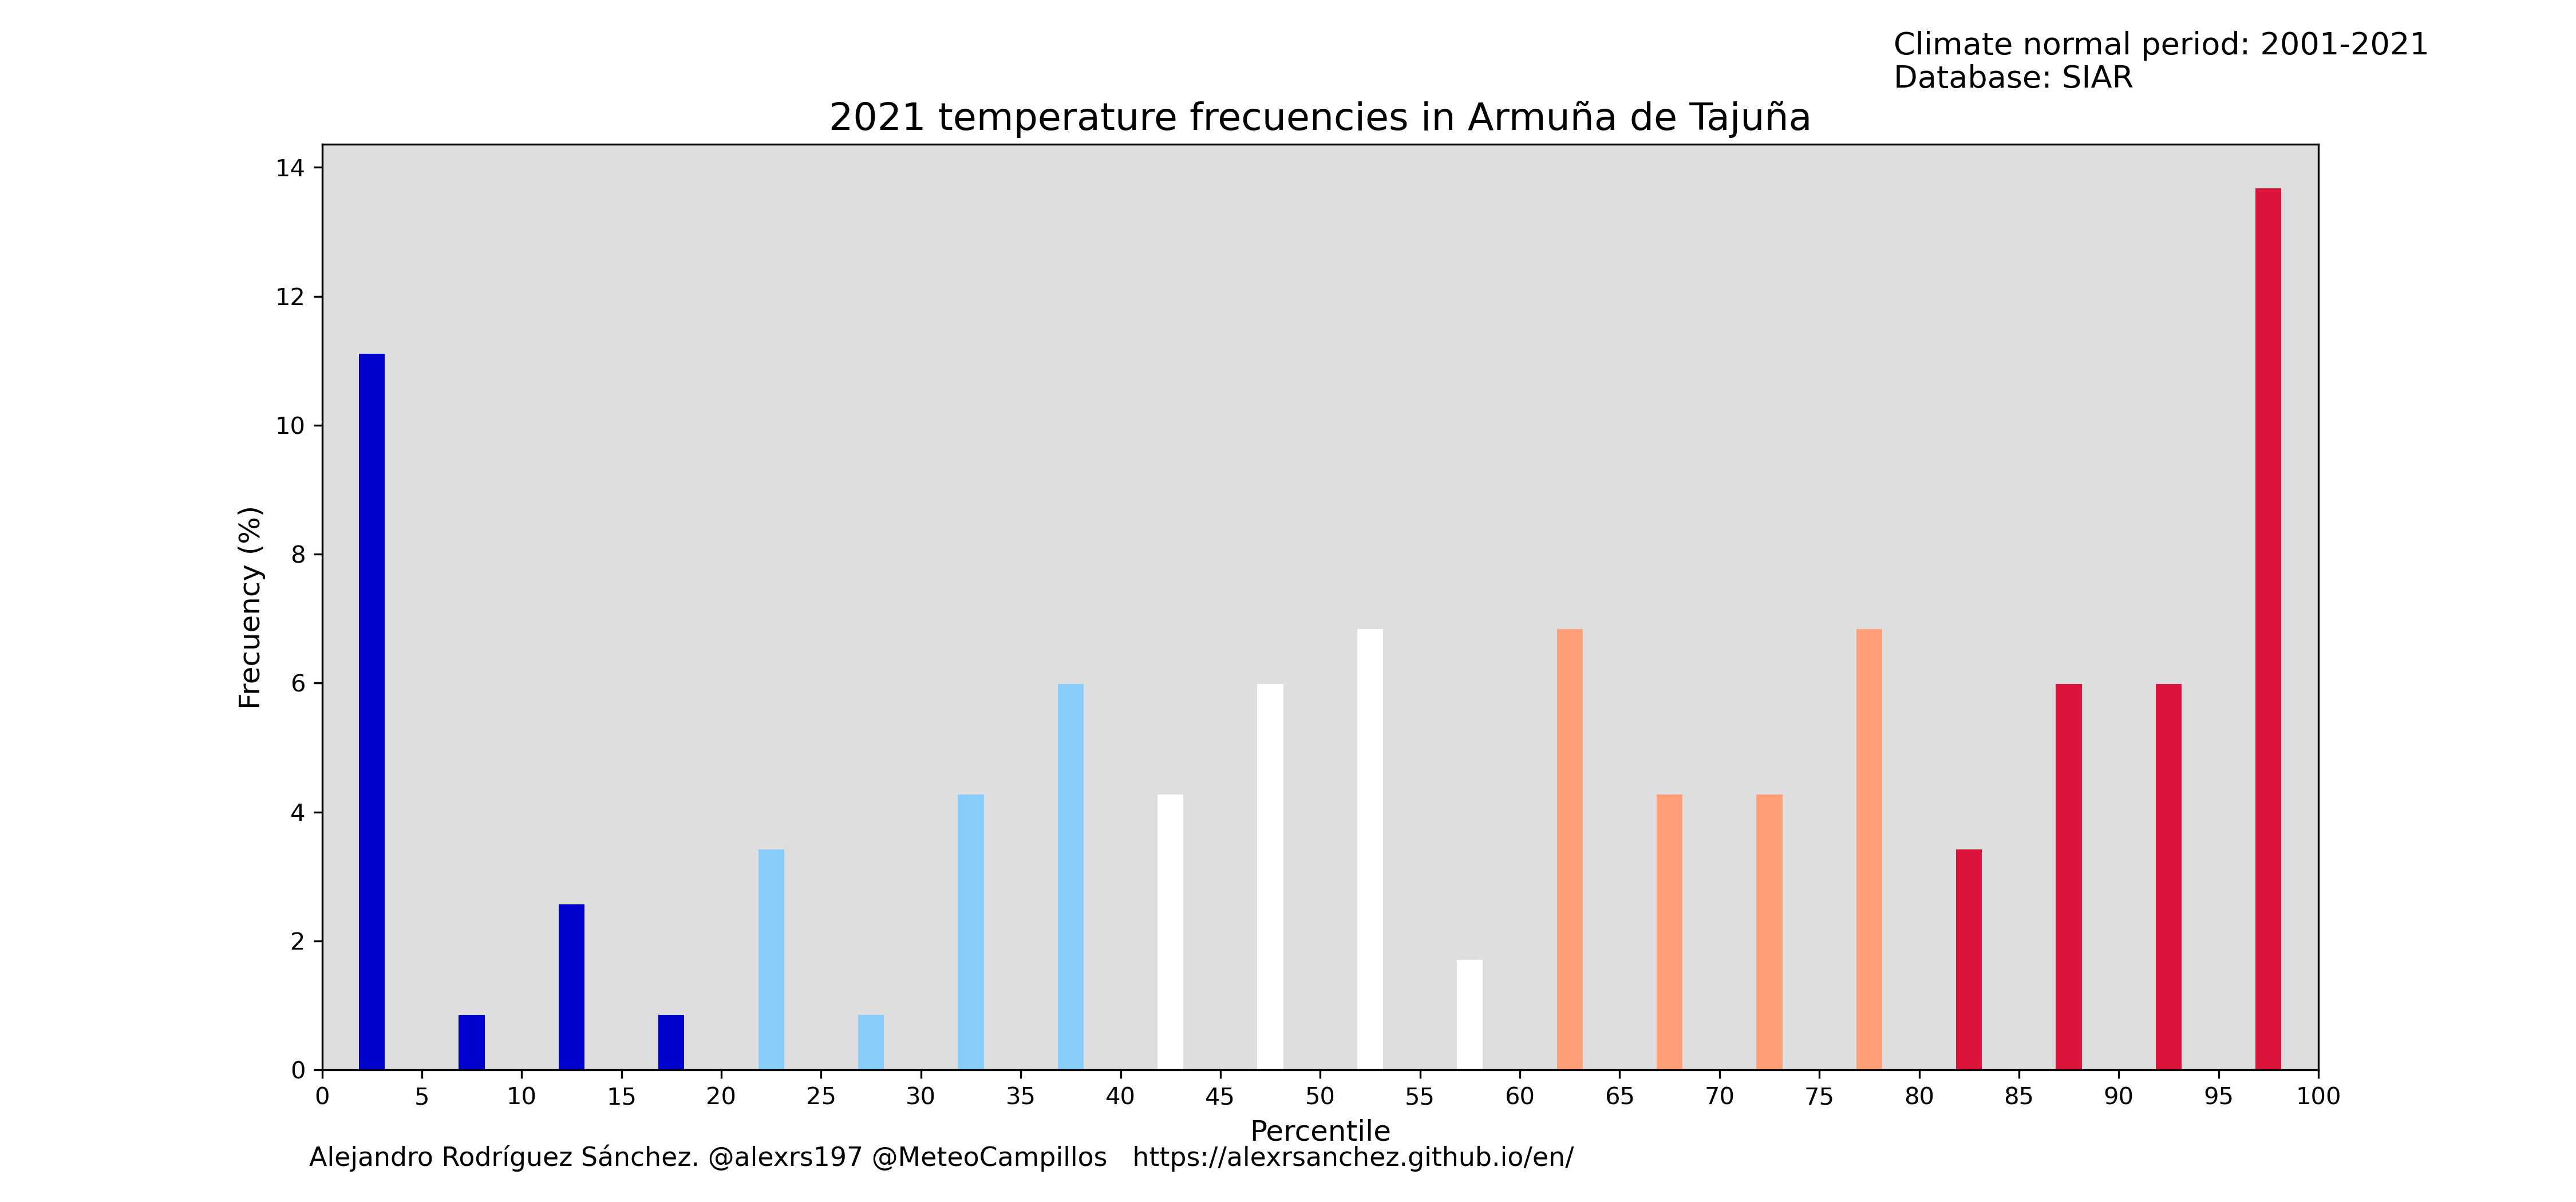 Climate normal period: 2001-2021
Database: SIAR
2021 temperature frecuencies in Armuña de Tajuña
14
12
10
8
6
4
2
0
Frecuency (%)
0 5 10 15 20 25 30 35 40 45 50 55 60 65 70 75 80 85 90 95 100
Percentile
Alejandro Rodríguez Sánchez. @alexrs197 @MeteoCampillos https://alexrsanchez.github.io/en/